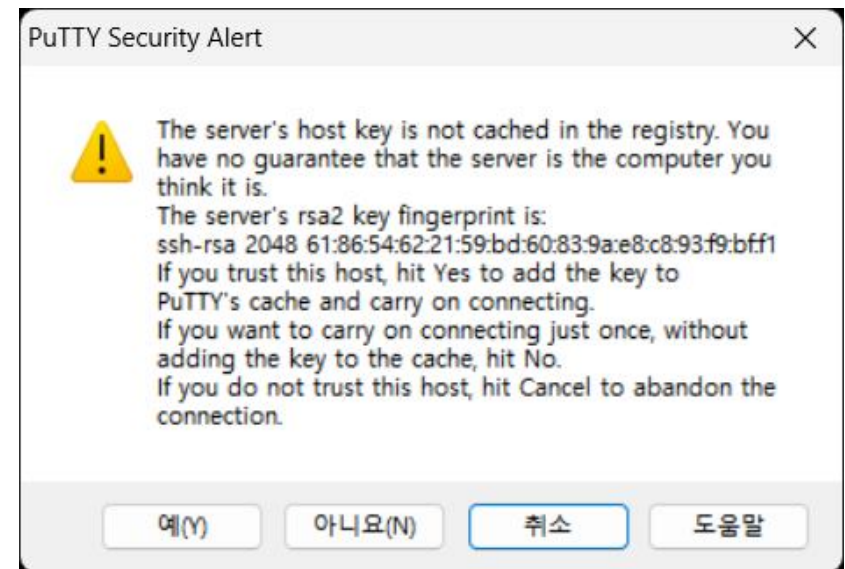 PuTTY Security Alert
The server's host key is not cached in the registry. You
have no guarantee that the server is the computer you
think it is.
The server's rsa2 key fingerprint is:
ssh-rsa 2048 61:86:54:62:21:59:bd:60:83:9a:e8:c8:93:f9:bf:f1
If you trust this host, hit Yes to add the key to
PuTTY's cache and carry on connecting.
If you want to carry on connecting just once, without
adding the key to the cache, hit No.
If you do not trust this host, hit Cancel to abandon the
connection.
예(Y) 아니요(N) 취소 도움말